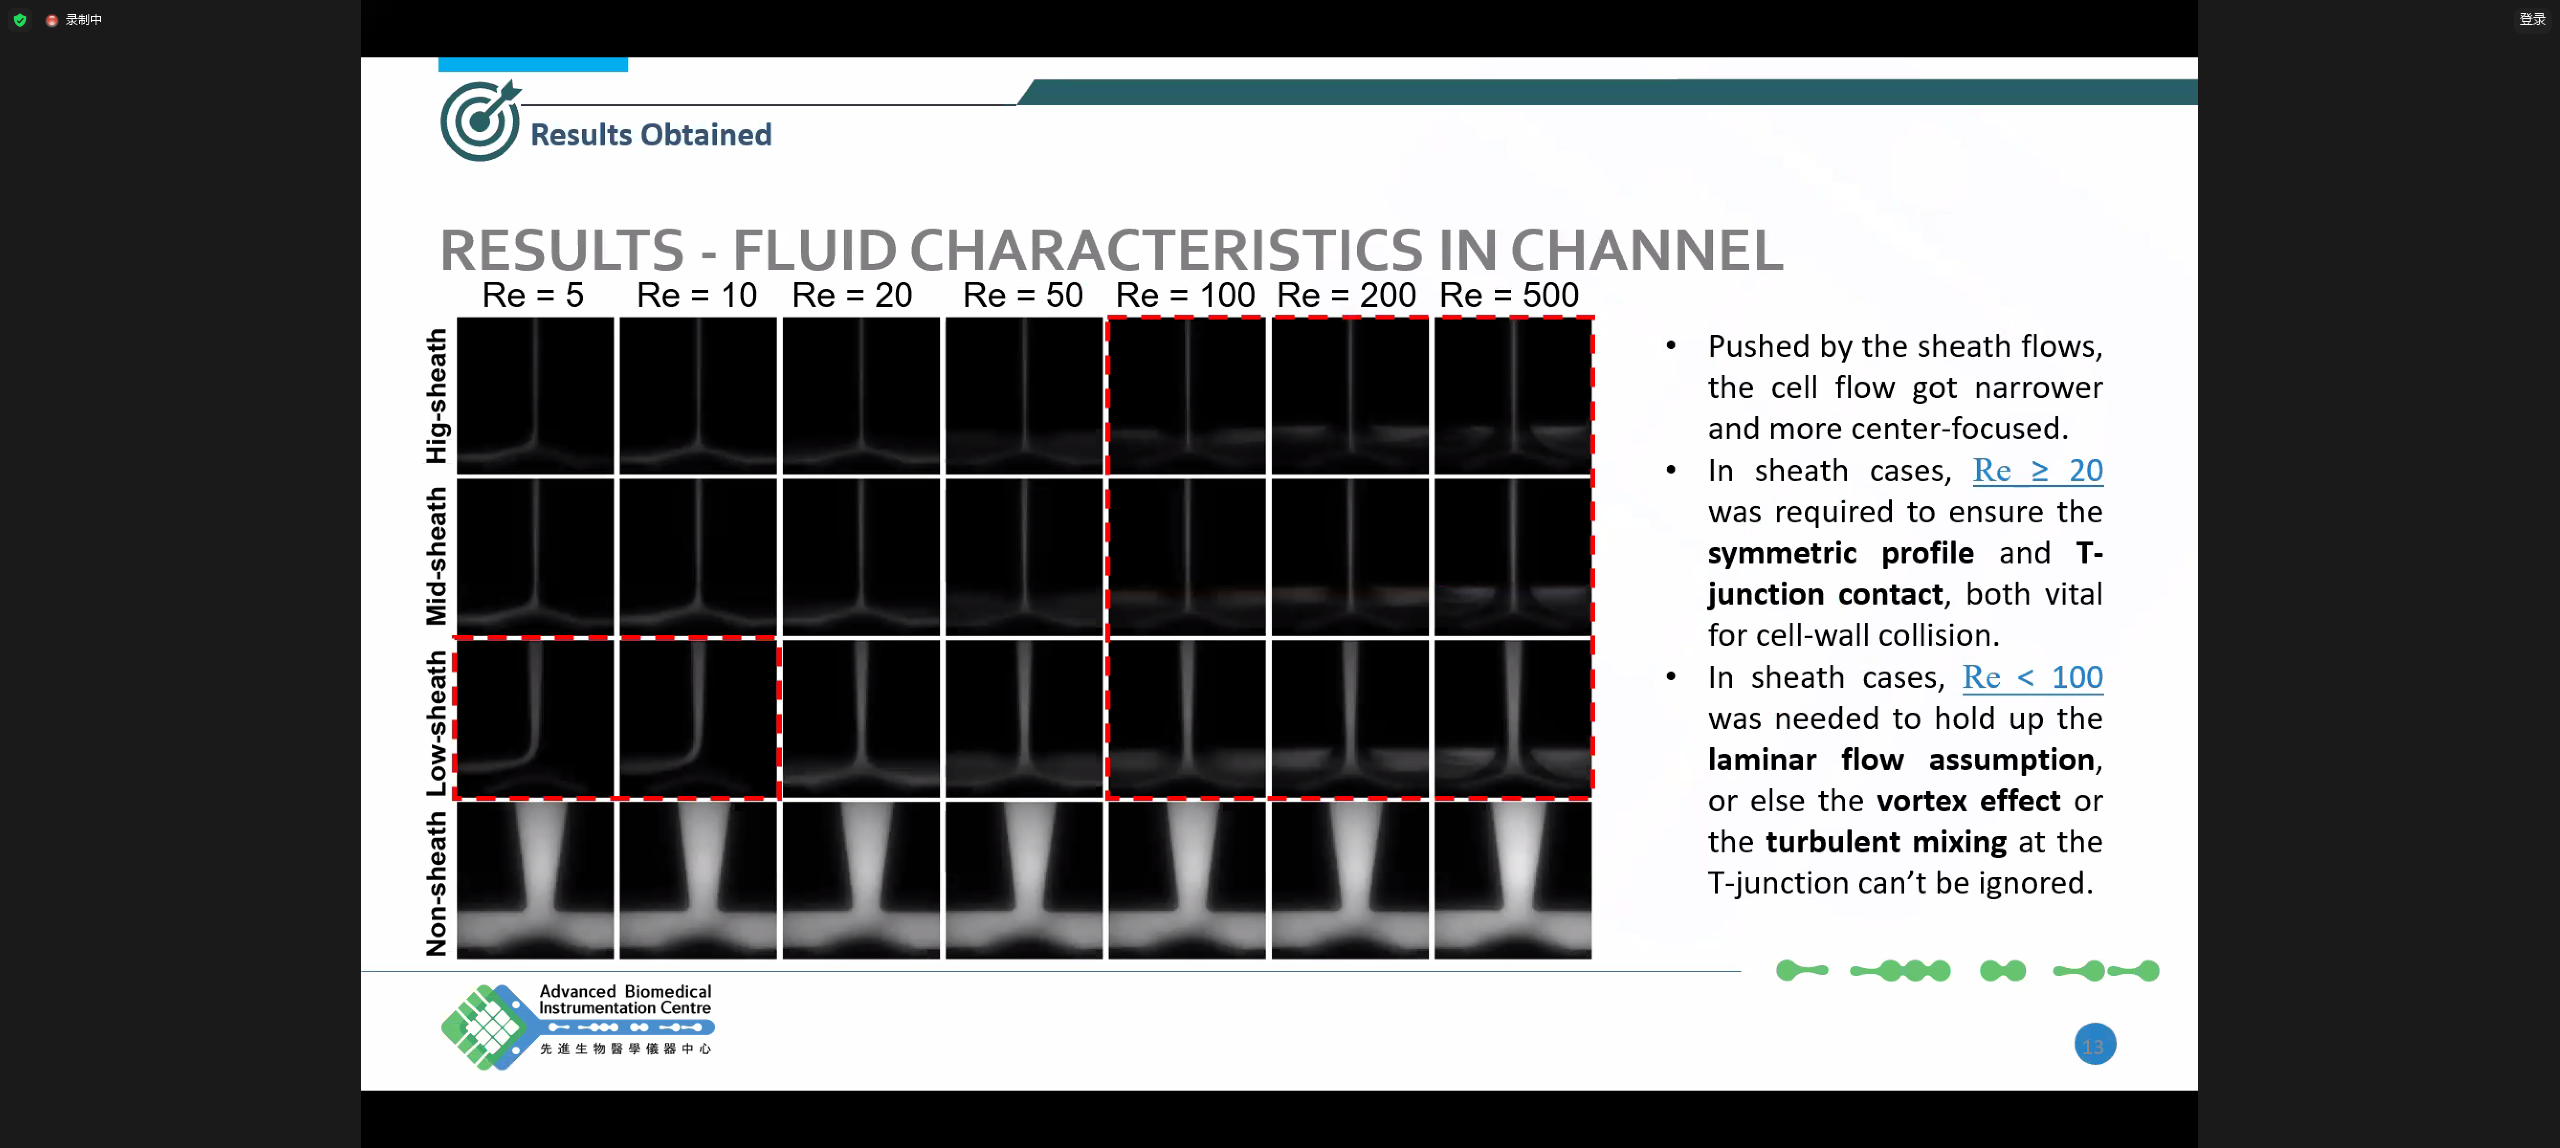 录制中
登录
Results Obtained
RESULTS - FLUID CHARACTERISTICS IN CHANNEL
Re = 5 Re = 10 Re = 20 Re = 50 Re = 100 Re = 200 Re = 500
Hig-sheath
Mid-sheath
Low-sheath
Non-sheath
• Pushed by the sheath flows,
the cell flow got narrower
and more center-focused.
• In sheath cases, Re ≥ 20
was required to ensure the
symmetric profile and T-
junction contact, both vital
for cell-wall collision.
• In sheath cases, Re < 100
was needed to hold up the
laminar flow assumption,
or else the vortex effect or
the turbulent mixing at the
T-junction can’t be ignored.
Advanced Biomedical
Instrumentation Centre
先進生物醫學儀器中心
13